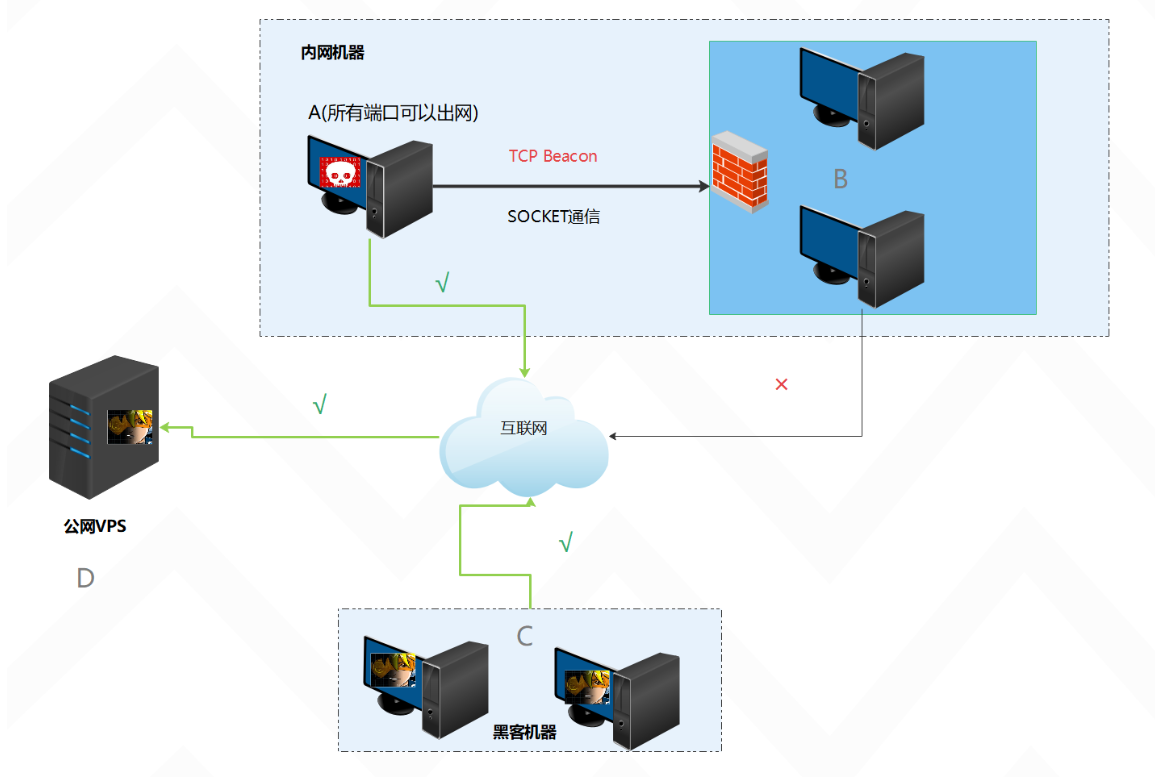 内网机器
A(所有端口可以出网)
TCP Beacon
SOCKET通信
B
√
×
√
互联网
公网VPS
D
√
C
黑客机器